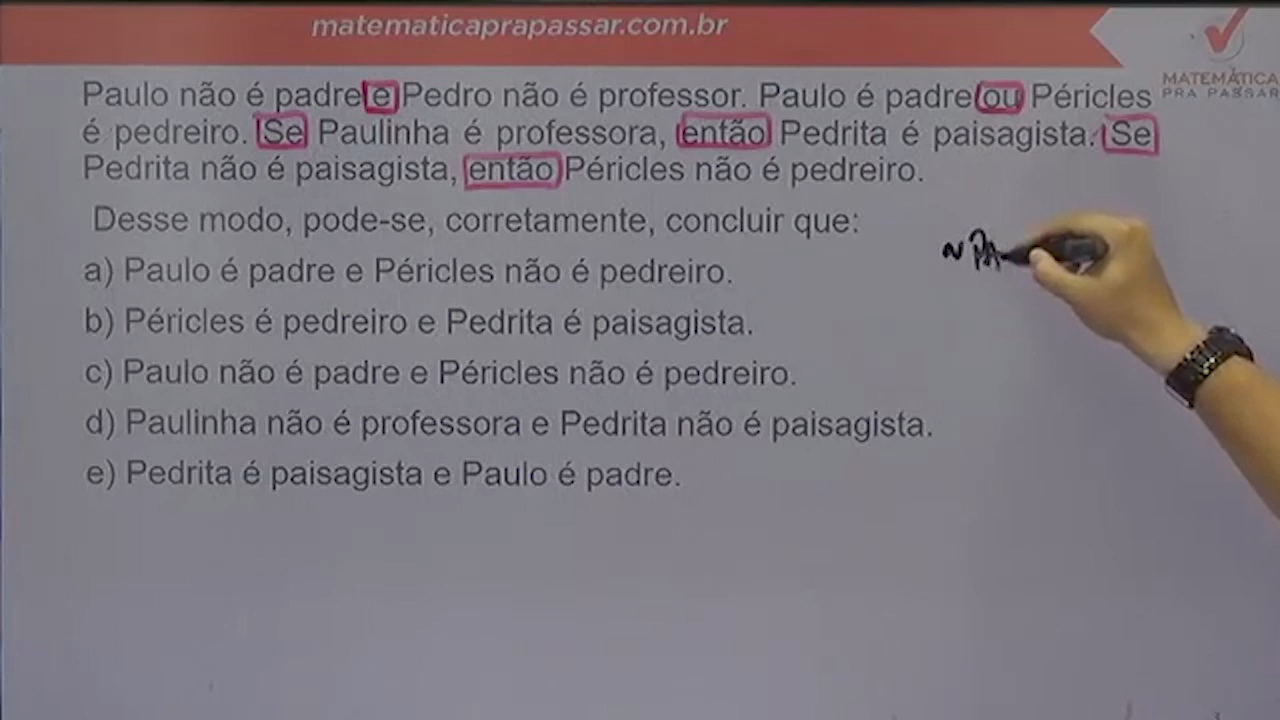 matematicaprapassar.com.br
MATEMÁTICA
PRA PASSAR
Paulo não é padre e Pedro não é professor. Paulo é padre ou Péricles
é pedreiro. Se Paulinha é professora, então Pedrita é paisagista. Se
Pedrita não é paisagista, então Péricles não é pedreiro.
Desse modo, pode-se, corretamente, concluir que:
~PA
a) Paulo é padre e Péricles não é pedreiro.
b) Péricles é pedreiro e Pedrita é paisagista.
c) Paulo não é padre e Péricles não é pedreiro.
d) Paulinha não é professora e Pedrita não é paisagista.
e) Pedrita é paisagista e Paulo é padre.